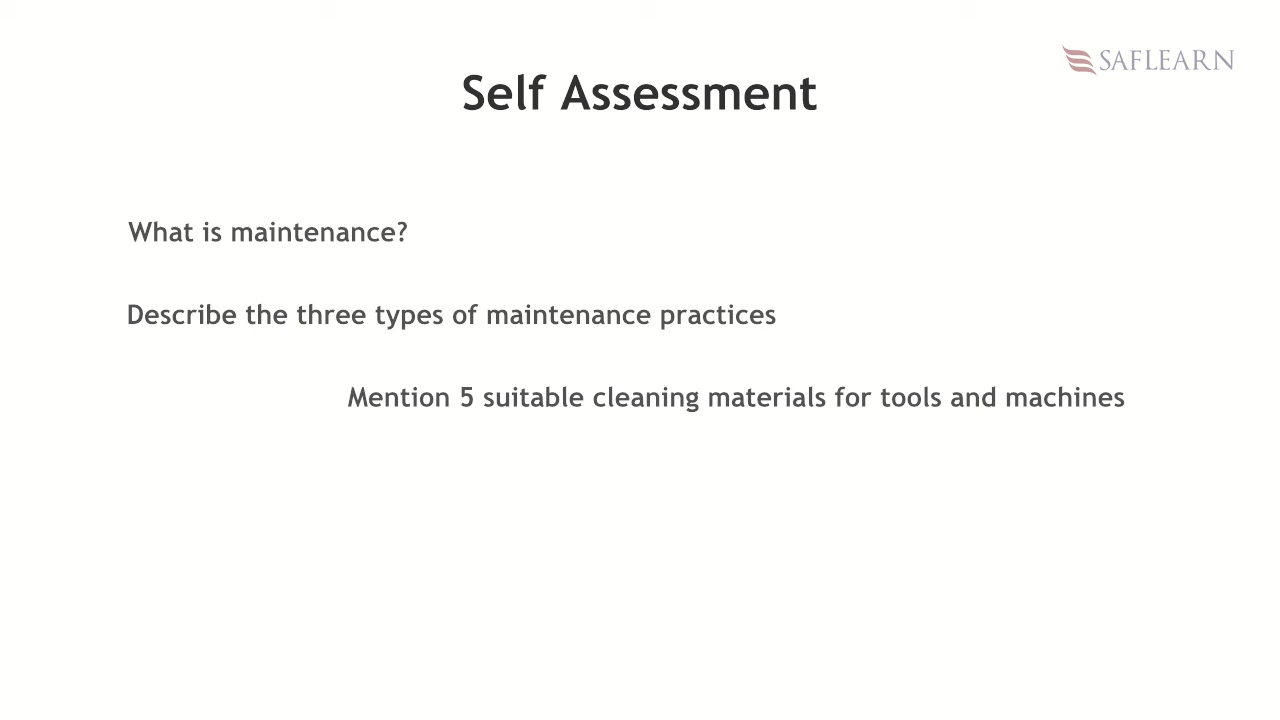 SAFLEARN
Self Assessment
What is maintenance?
Describe the three types of maintenance practices
Mention 5 suitable cleaning materials for tools and machines